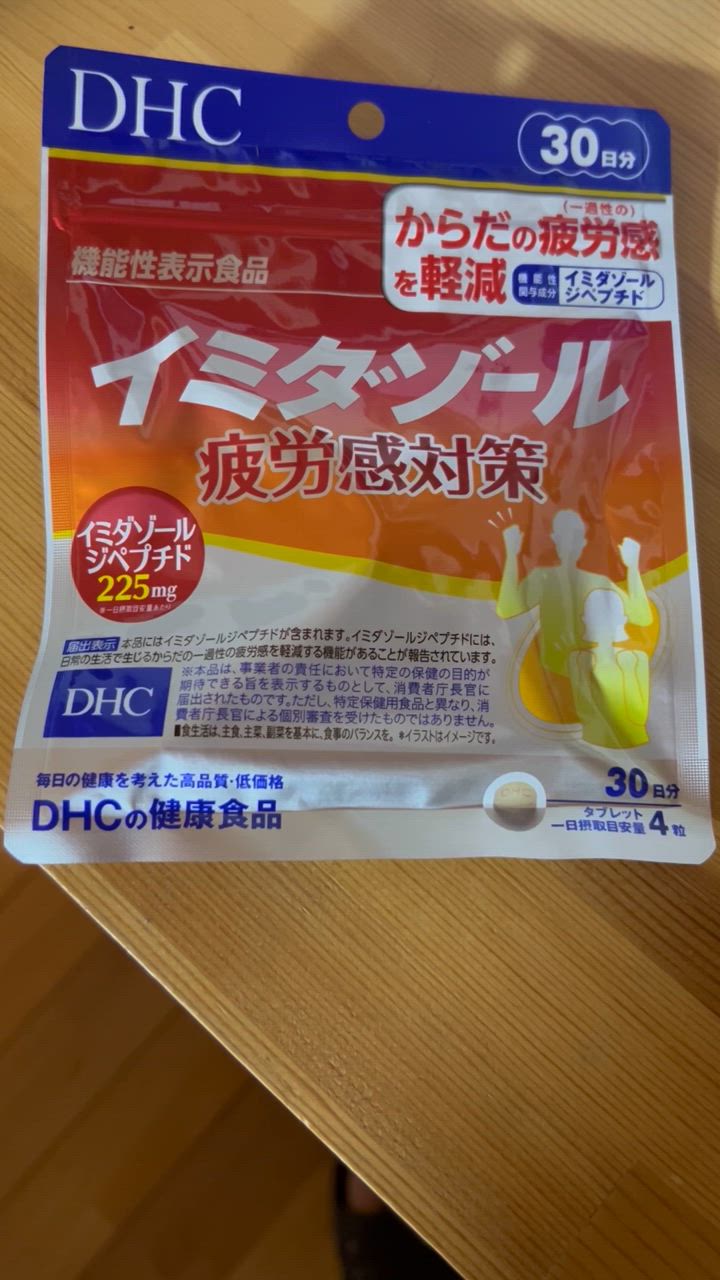 DHC
30日分
(一過性の)
からだの疲労感
を軽減
機能性
関与成分
イミダゾール
ジペプチド
機能性表示食品
イミダゾール
疲労感対策
イミダゾール
ジペプチド
225mg
※一日摂取目安量あたり
届出表示 本品にはイミダゾールジペプチドが含まれます。イミダゾールジペプチドには、
日常の生活で生じるからだの一過性の疲労感を軽減する機能があることが報告されています。
※本品は、事業者の責任において特定の保健の目的が
期待できる旨を表示するものとして、消費者庁長官に
届出されたものです。ただし、特定保健用食品と異なり、消
費者庁長官による個別審査を受けたものではありません。
■食生活は、主食、主菜、副菜を基本に、食事のバランスを。 ※イラストはイメージです。
DHC
毎日の健康を考えた高品質・低価格
DHCの健康食品
DHC
30日分
タブレット
一日摂取目安量 4粒